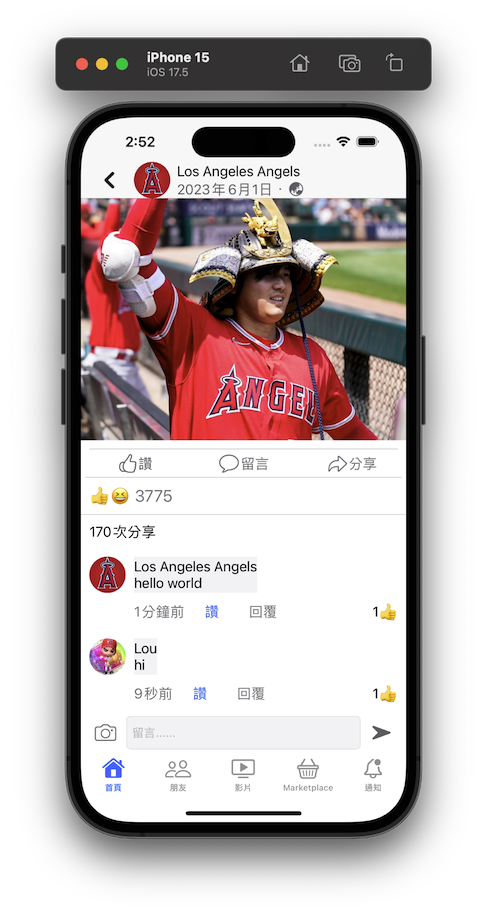 iPhone 15
iOS 17.5
2:52
Los Angeles Angels
2023年6月1日 ·
ANGEL
讚 留言 分享
3775
170次分享
Los Angeles Angels
hello world
1分鐘前 讚 回覆 1
Lou
hi
9秒前 讚 回覆 1
留言......
首頁 朋友 影片 Marketplace 通知